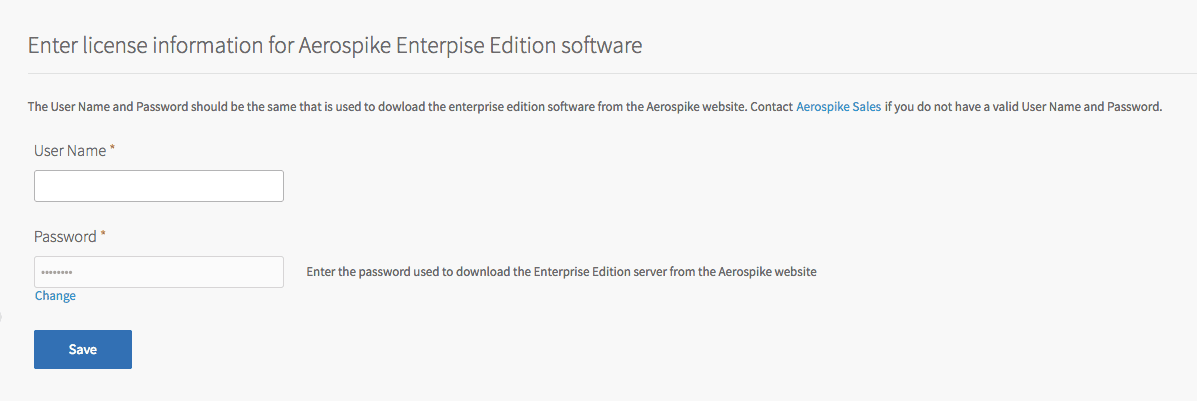 Enter license information for Aerospike Enterpise Edition software
The User Name and Password should be the same that is used to dowload the enterprise edition software from the Aerospike website. Contact Aerospike Sales if you do not have a valid User Name and Password.
User Name *
Password *
•••••••• Enter the password used to download the Enterprise Edition server from the Aerospike website
Change
Save